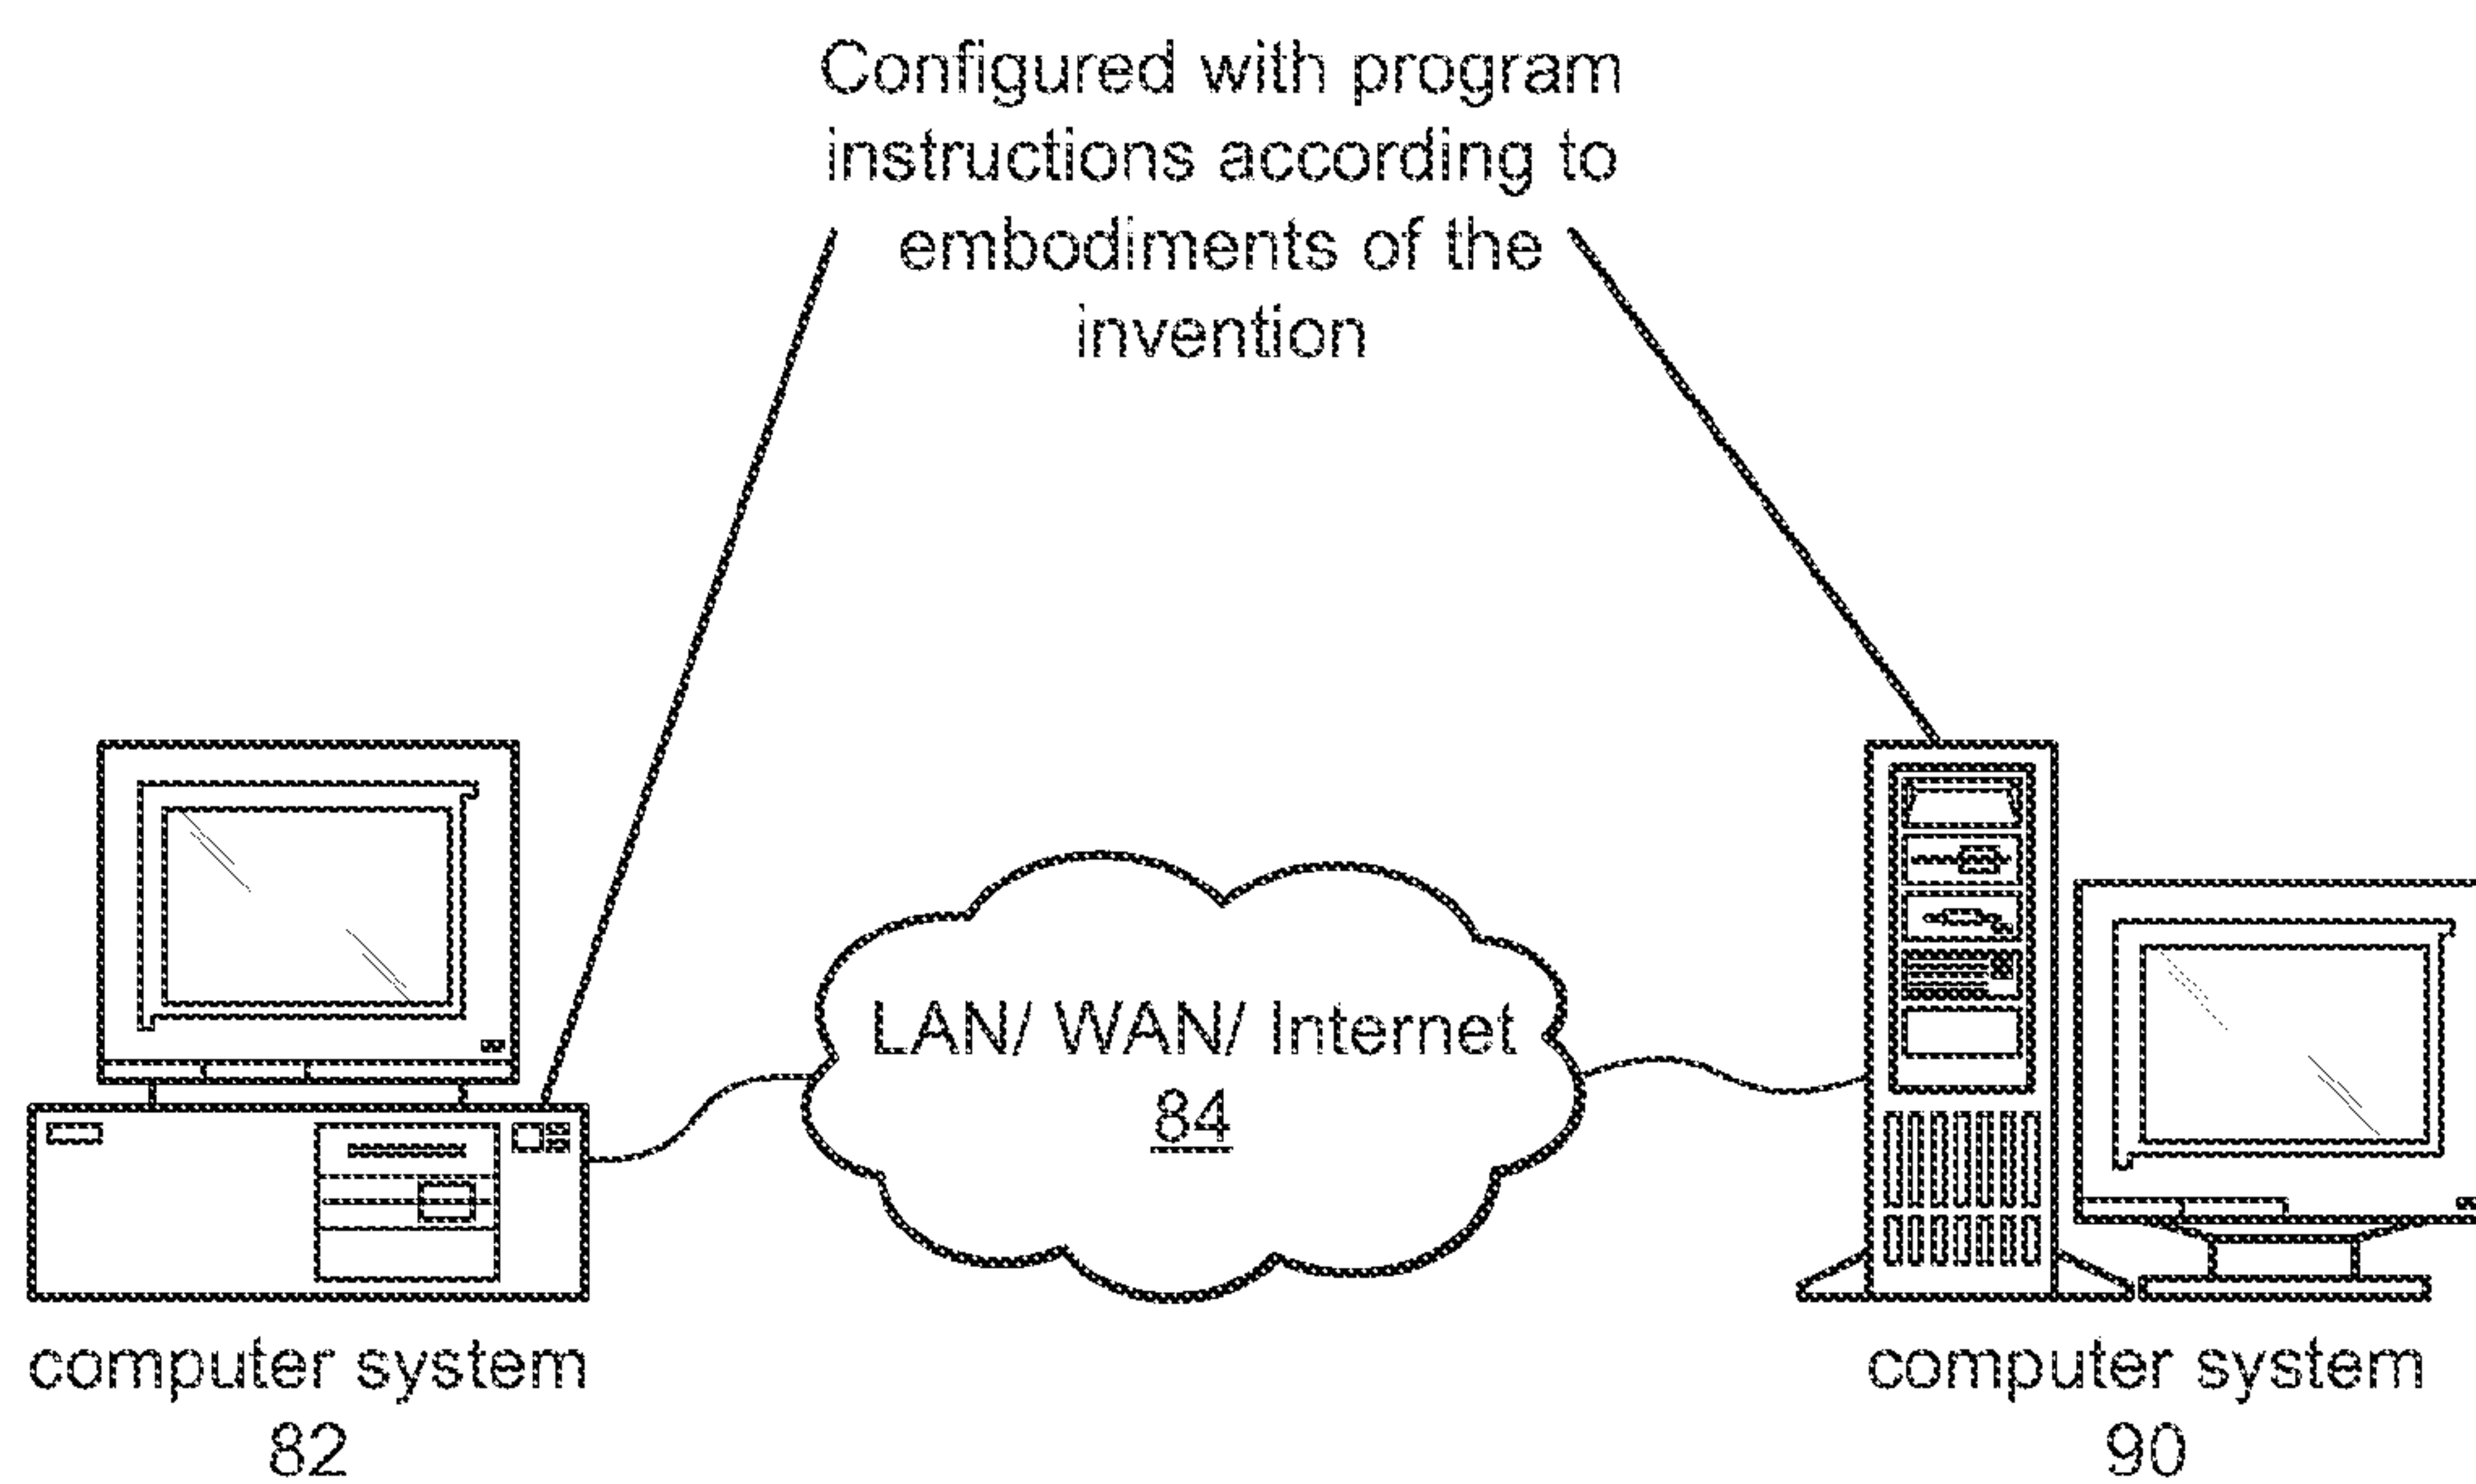 Configured with program
instructions according to
embodiments of the
invention
LAN/ WAN/ Internet
84
computer system
82
computer system
90